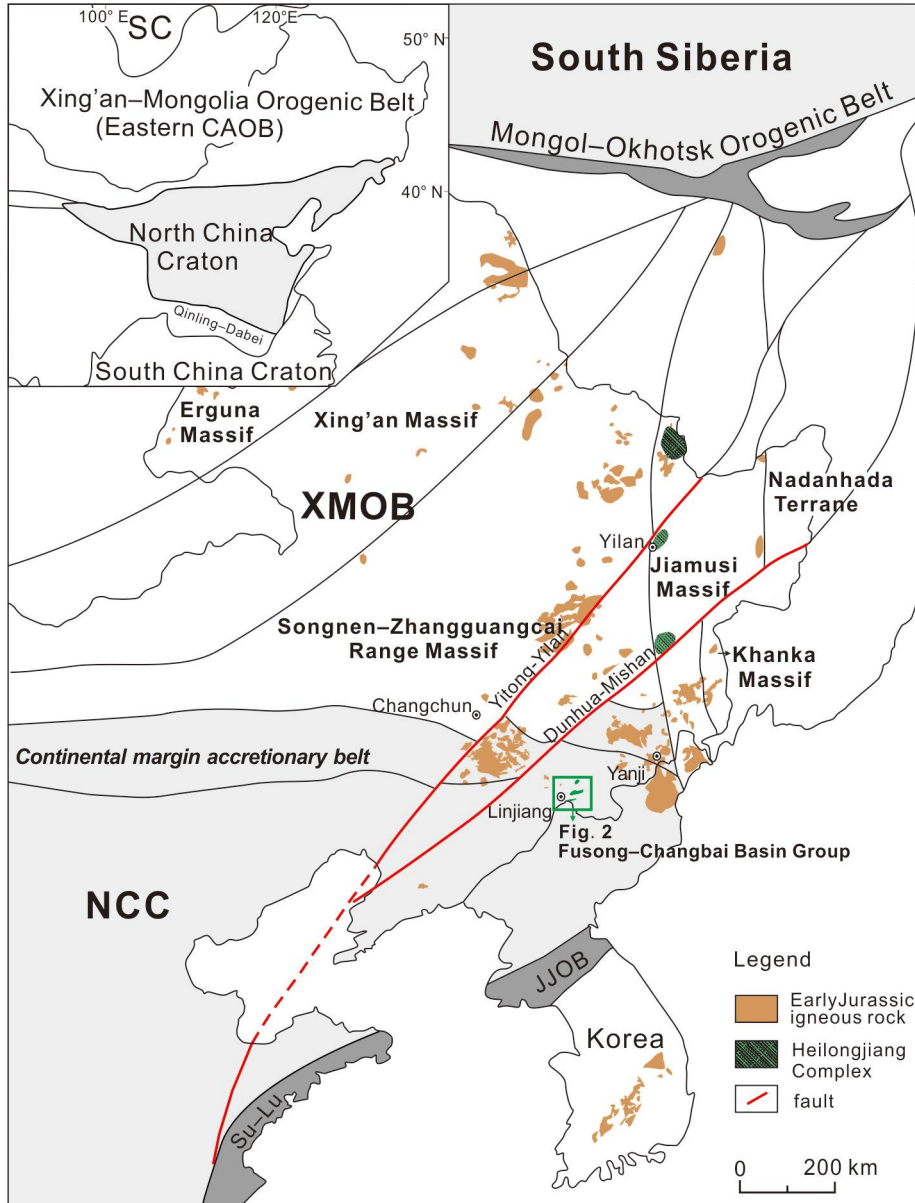 100° E
120° E
SC
50° N
Xing'an–Mongolia Orogenic Belt
(Eastern CAOB)
40° N
North China
Craton
Qinling–Dabei
South China Craton
South Siberia
Mongol–Okhotsk Orogenic Belt
Erguna
Massif
Xing'an Massif
XMOB
Nadanhada
Terrane
Yilan
Jiamusi
Massif
Songnen–Zhangguangcai
Range Massif
Yitong-Yilan
Dunhua-Mishan
Khanka
Massif
Changchun
Continental margin accretionary belt
Yanji
Linjiang
Fig. 2
Fusong–Changbai Basin Group
NCC
JJOB
Korea
Su–Lu
Legend
EarlyJurassic
igneous rock
Heilongjiang
Complex
fault
0 200 km